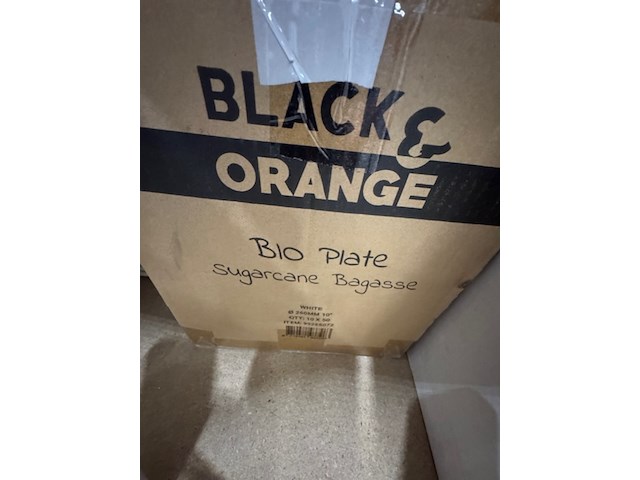 BLACK &
ORANGE
Bio Plate
Sugarcane Bagasse
WHITE
QTY: 10 X 50